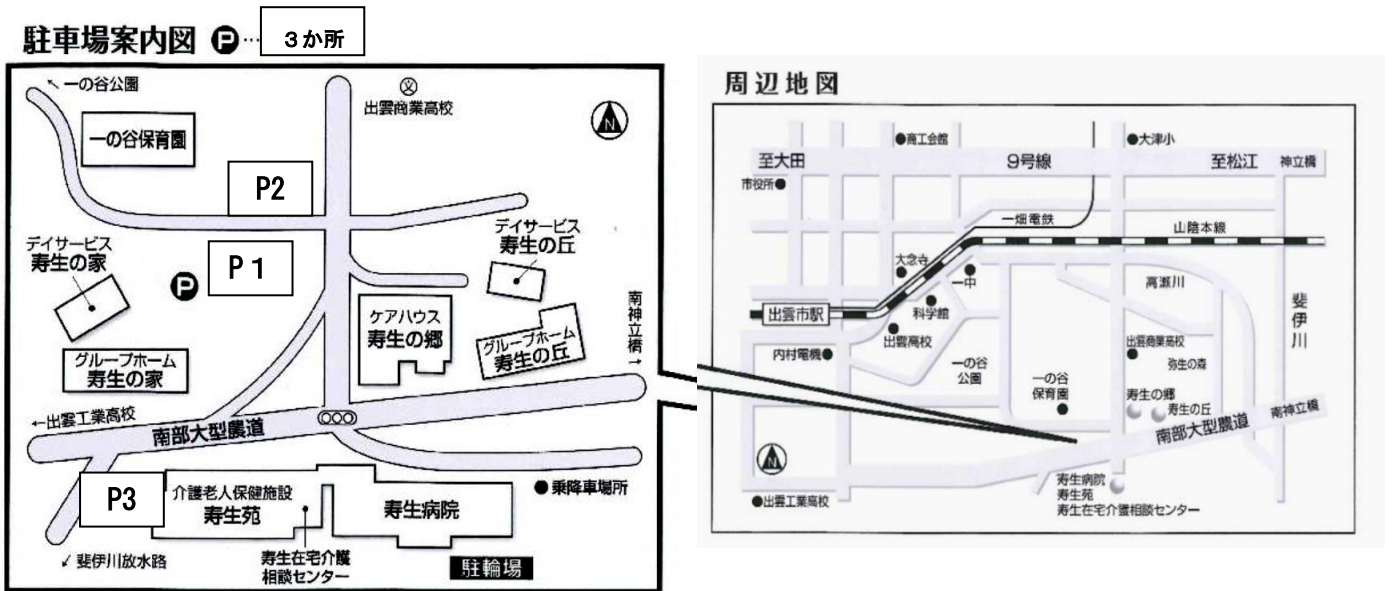 駐車場案内図 P… 3か所
↖一の谷公園
文
出雲商業高校
N
一の谷保育園
P2
デイサービス
寿生の家
P
P1
デイサービス
寿生の丘
ケアハウス
寿生の郷
グループホーム
寿生の丘
南神立橋→
グループホーム
寿生の家
←出雲工業高校
南部大型農道
P3
介護老人保健施設
寿生苑
寿生病院
●乗降車場所
↙斐伊川放水路
寿生在宅介護
相談センター
駐輪場
周辺地図
●商工会館
●大津小
至大田
9号線
至松江
神立橋
市役所●
一畑電鉄
山陰本線
大念寺
一中
高瀬川
斐伊川
出雲市駅
科学館
出雲高校
内村電機●
一の谷
公園
一の谷
保育園
出雲商業高校
弥生の森
寿生の郷
寿生の丘
南神立橋
南部大型農道
N
●出雲工業高校
寿生病院
寿生苑
寿生在宅介護相談センター